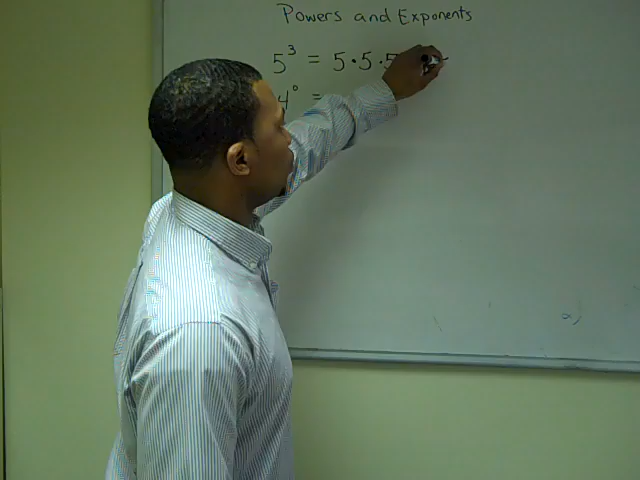 Powers and Exponents
5³ = 5·5·5
4⁰ =
a)